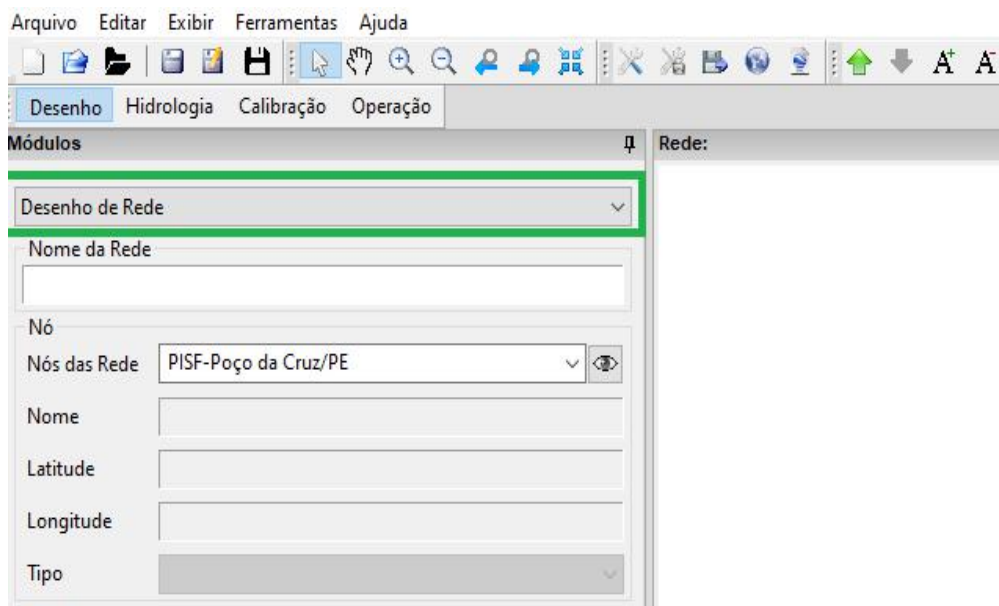 Arquivo Editar Exibir Ferramentas Ajuda
A+ A-
Desenho Hidrologia Calibração Operação
Módulos Rede:
Desenho de Rede
Nome da Rede
Nó
Nós das Rede PISF-Poço da Cruz/PE
Nome
Latitude
Longitude
Tipo